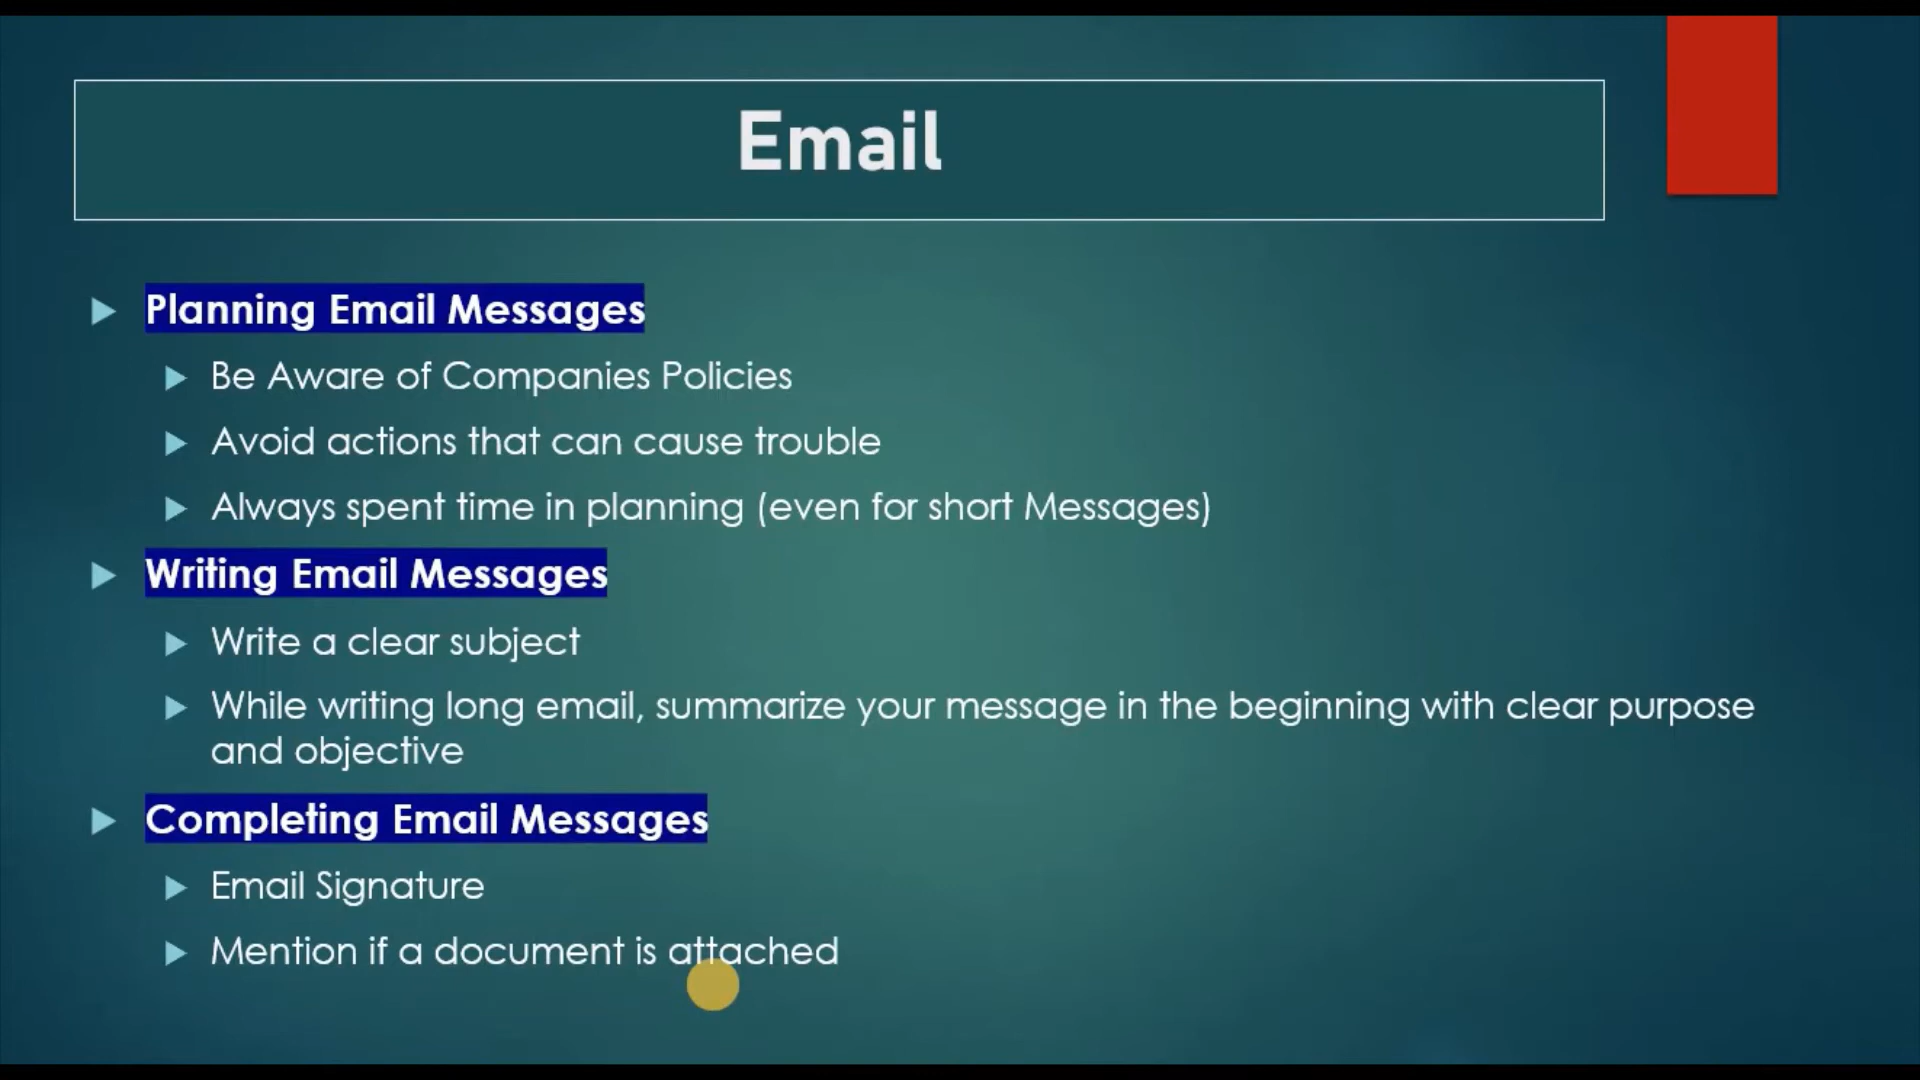 Email
Planning Email Messages
Be Aware of Companies Policies
Avoid actions that can cause trouble
Always spent time in planning (even for short Messages)
Writing Email Messages
Write a clear subject
While writing long email, summarize your message in the beginning with clear purpose
and objective
Completing Email Messages
Email Signature
Mention if a document is attached